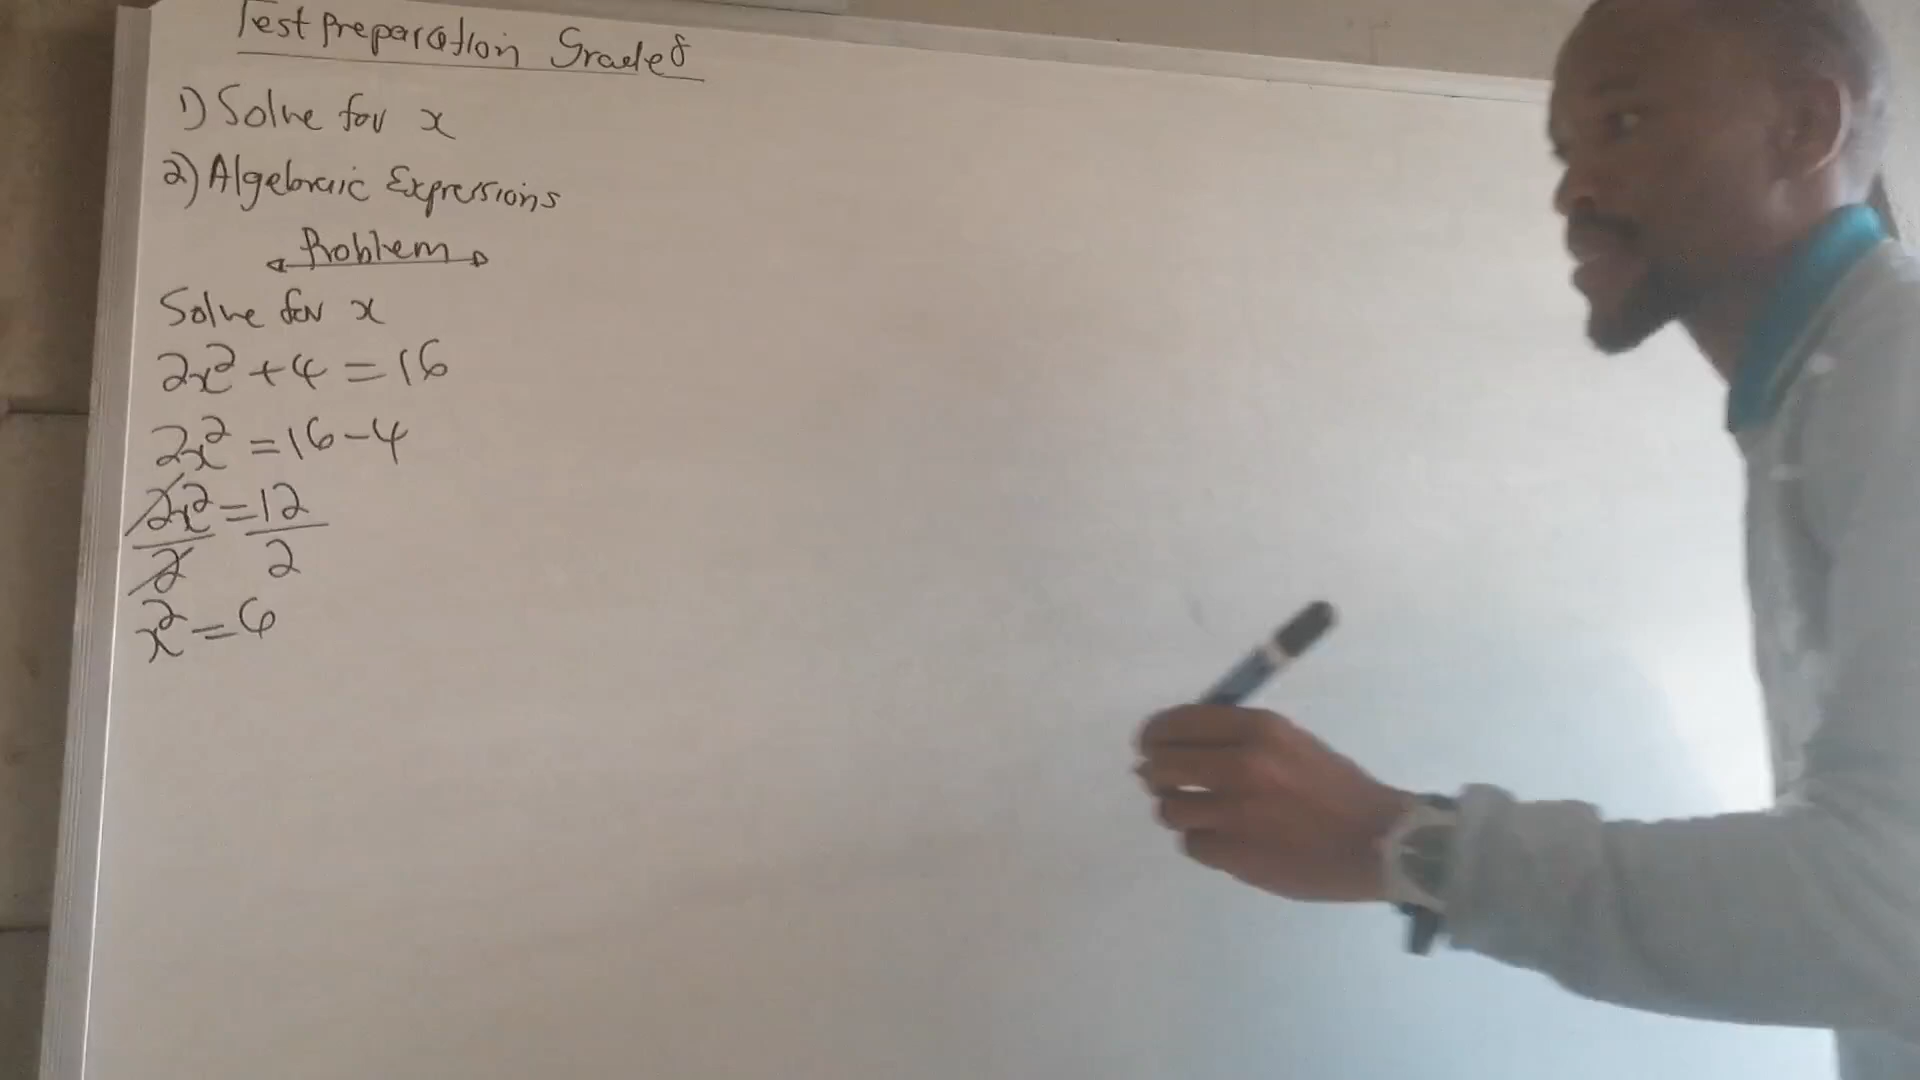 Test Preparation Grade 8
1) Solve for x
2) Algebraic Expressions
Problem
Solve for x
2x² + 4 = 16
2x² = 16 - 4
2x² = 12
2 2
x² = 6